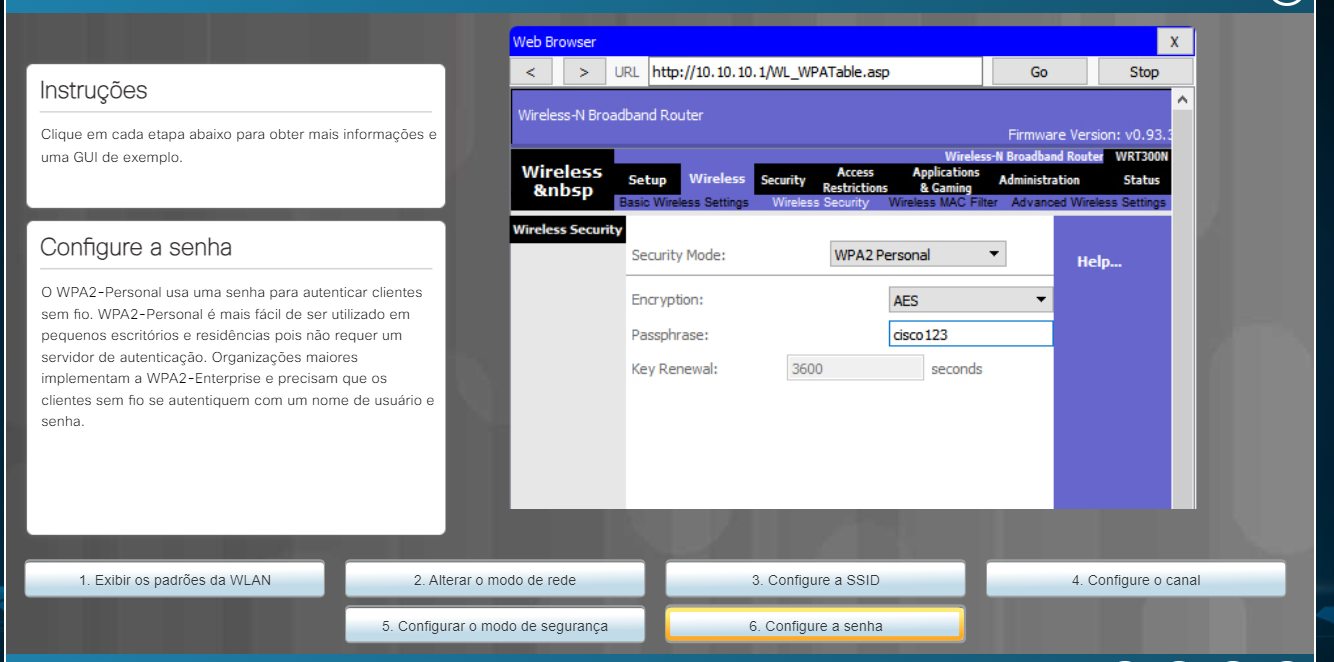 Instruções
Clique em cada etapa abaixo para obter mais informações e
uma GUI de exemplo.
Configure a senha
O WPA2-Personal usa uma senha para autenticar clientes
sem fio. WPA2-Personal é mais fácil de ser utilizado em
pequenos escritórios e residências pois não requer um
servidor de autenticação. Organizações maiores
implementam a WPA2-Enterprise e precisam que os
clientes sem fio se autentiquem com um nome de usuário e
senha.
Web Browser X
< > URL http://10.10.10.1/WL_WPATable.asp Go Stop
Wireless-N Broadband Router
Firmware Version: v0.93.3
Wireless-N Broadband Router WRT300N
Wireless
&nbsp
Setup Wireless Security Access Restrictions Applications & Gaming Administration Status
Basic Wireless Settings Wireless Security Wireless MAC Filter Advanced Wireless Settings
Wireless Security
Security Mode: WPA2 Personal
Help...
Encryption: AES
Passphrase: cisco123
Key Renewal: 3600 seconds
1. Exibir os padrões da WLAN
2. Alterar o modo de rede
3. Configure a SSID
4. Configure o canal
5. Configurar o modo de segurança
6. Configure a senha